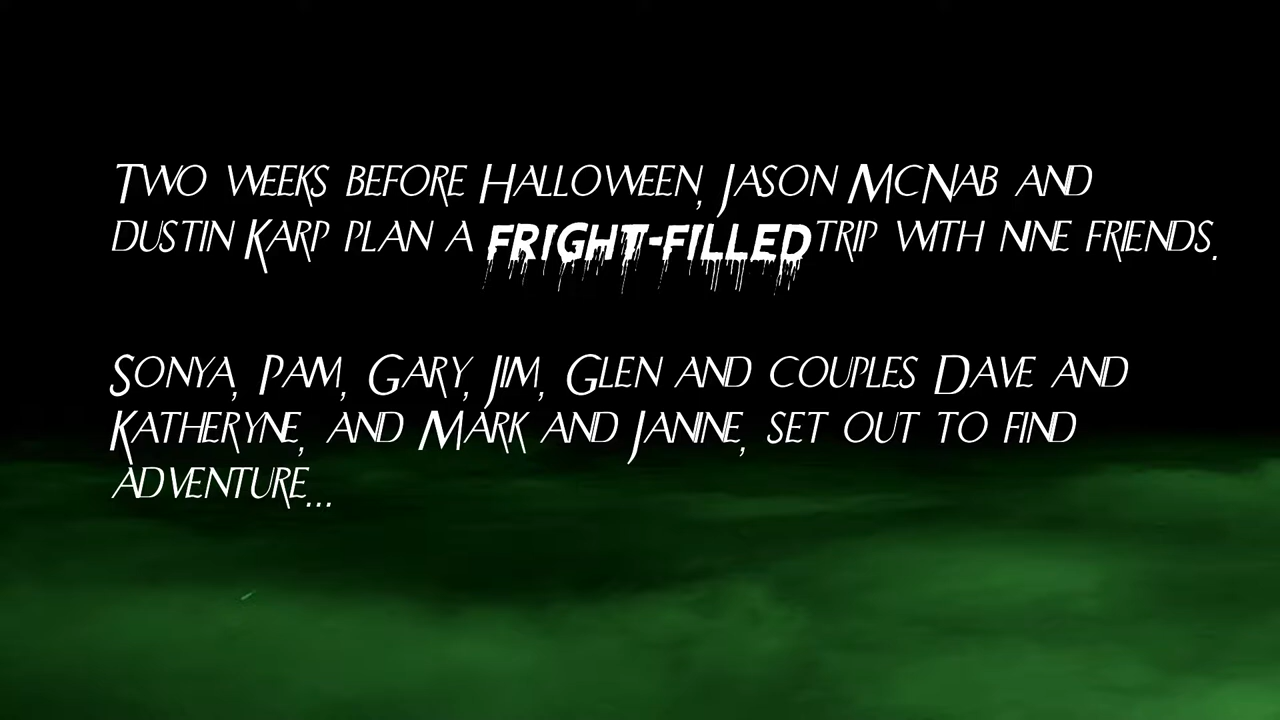 Two weeks before Halloween, Jason McNab and
dustin Karp plan a FRIGHT-FILLED trip with nine friends.
Sonya, Pam, Gary, Jim, Glen and couples Dave and
Katheryne, and Mark and Janine, set out to find
adventure...